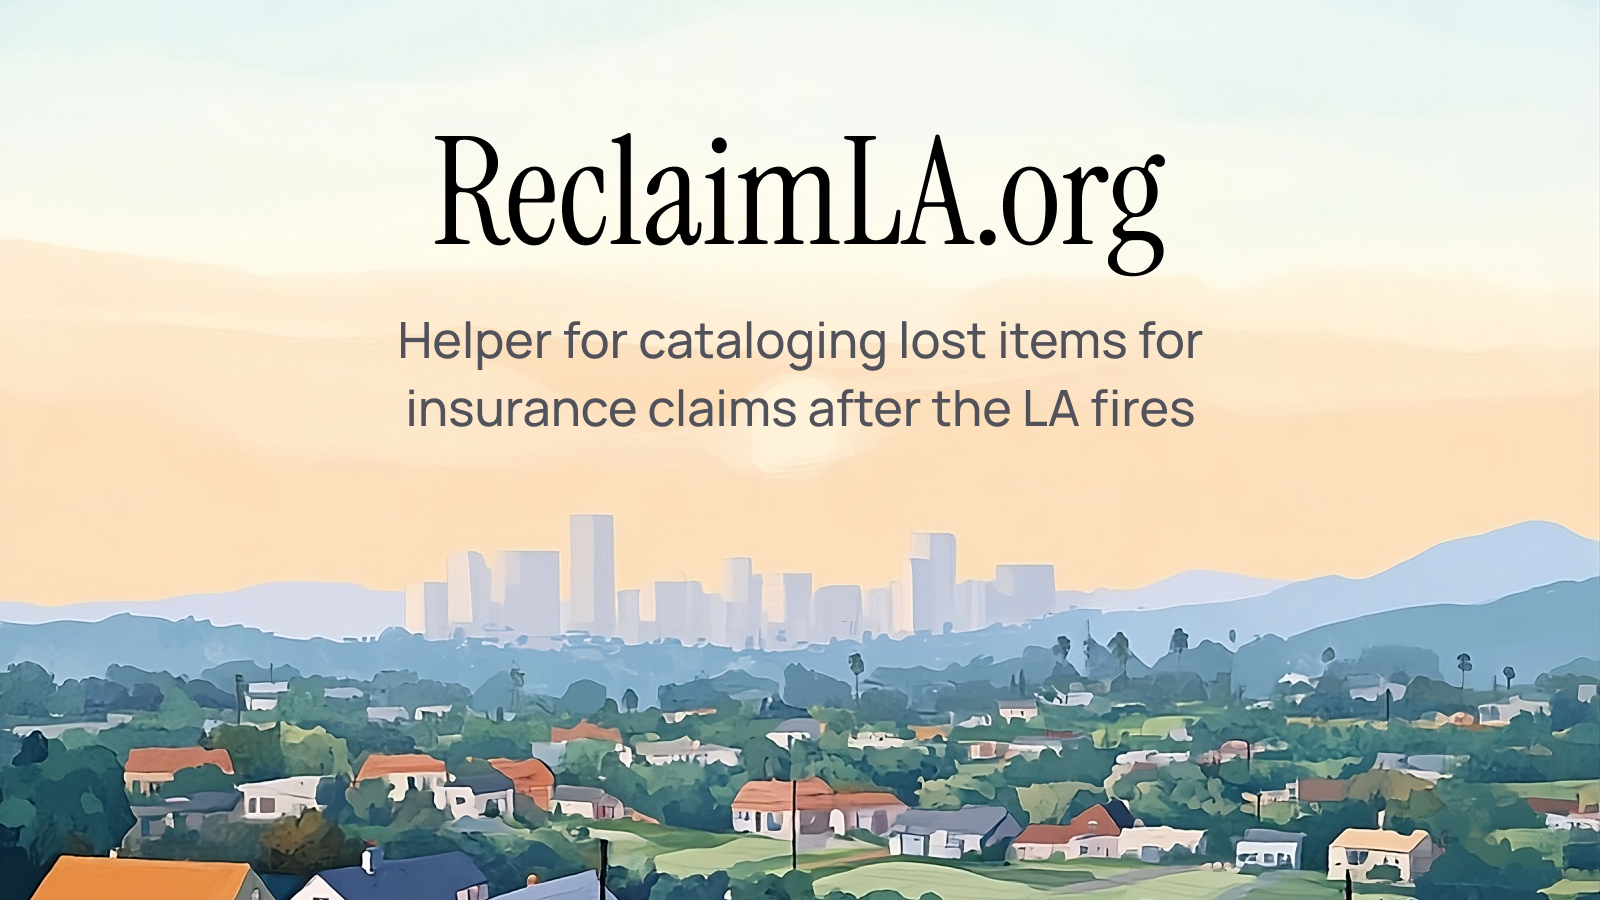 ReclaimLA.org
Helper for cataloging lost items for
insurance claims after the LA fires